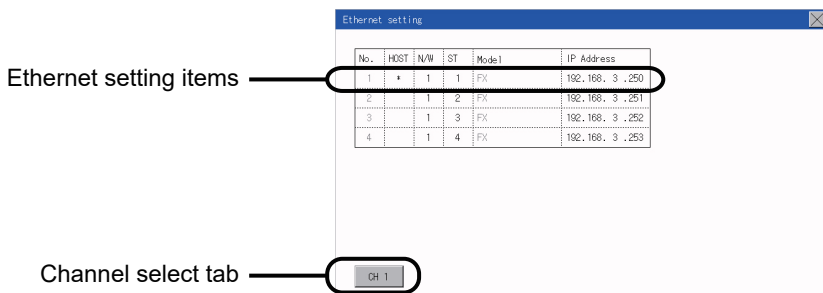 Ethernet setting
No. HOST N/W ST Model IP Address
Ethernet setting items
1 * 1 1 FX 192.168. 3 .250
2 1 2 FX 192.168. 3 .251
3 1 3 FX 192.168. 3 .252
4 1 4 FX 192.168. 3 .253
Channel select tab
CH 1